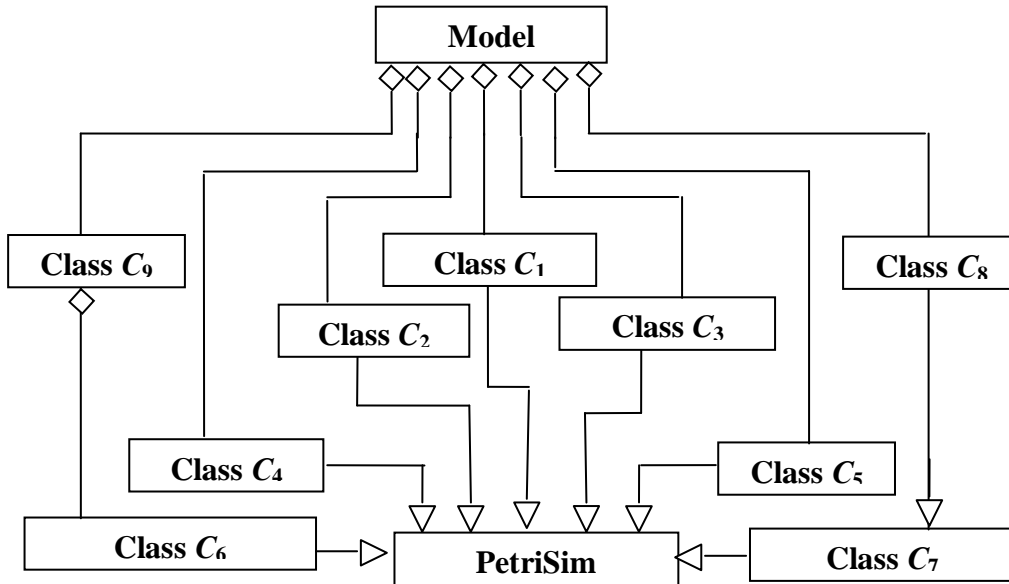 Model
Class C₉
Class C₁
Class C₈
Class C₂
Class C₃
Class C₄
Class C₅
Class C₆
PetriSim
Class C₇